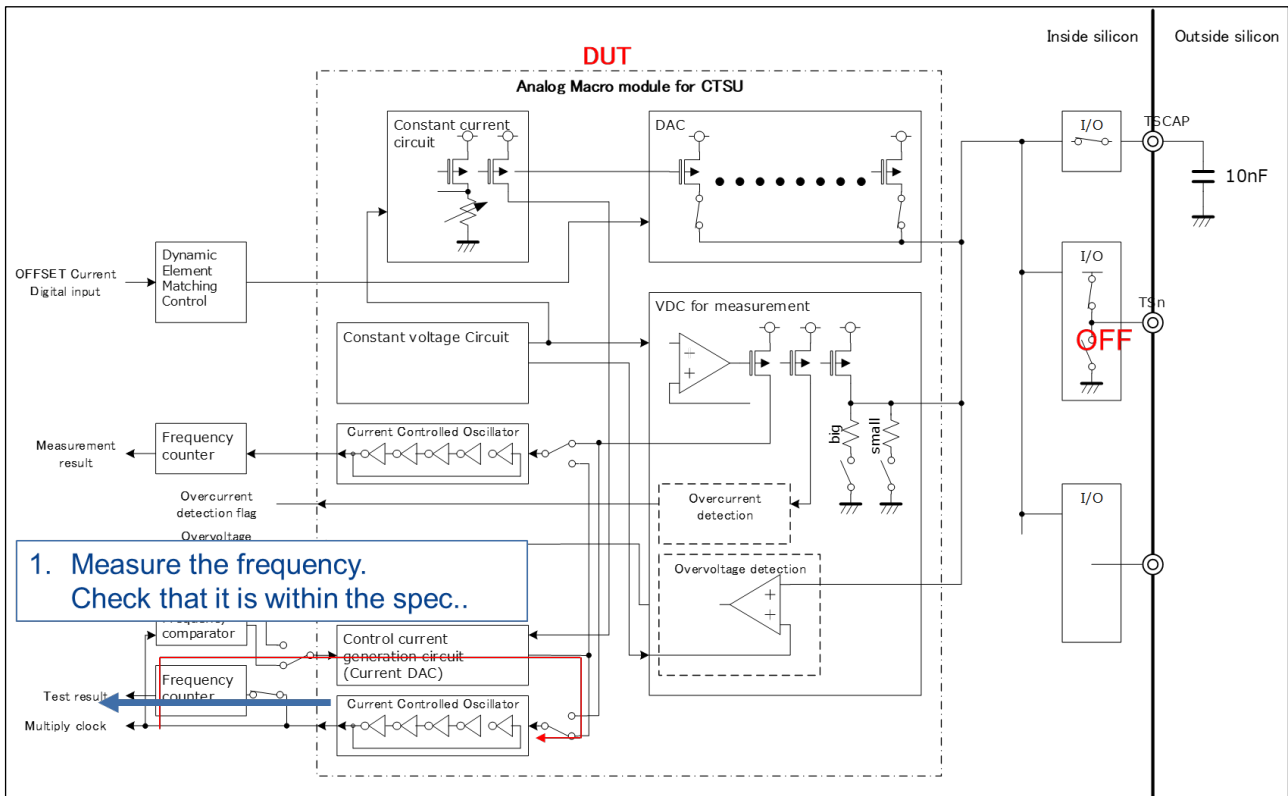 Inside silicon
Outside silicon
DUT
Analog Macro module for CTSU
Constant current
circuit
DAC
I/O
TSCAP
10nF
OFFSET Current
Digital input
Dynamic
Element
Matching
Control
I/O
TSn
OFF
Constant voltage Circuit
VDC for measurement
big
small
Measurement
result
Frequency
counter
Current Controlled Oscillator
Overcurrent
detection flag
Overcurrent
detection
I/O
Overvoltage
1. Measure the frequency.
Check that it is within the spec..
Overvoltage detection
Frequency
comparator
Control current
generation circuit
(Current DAC)
Test result
Frequency
counter
Multiply clock
Current Controlled Oscillator